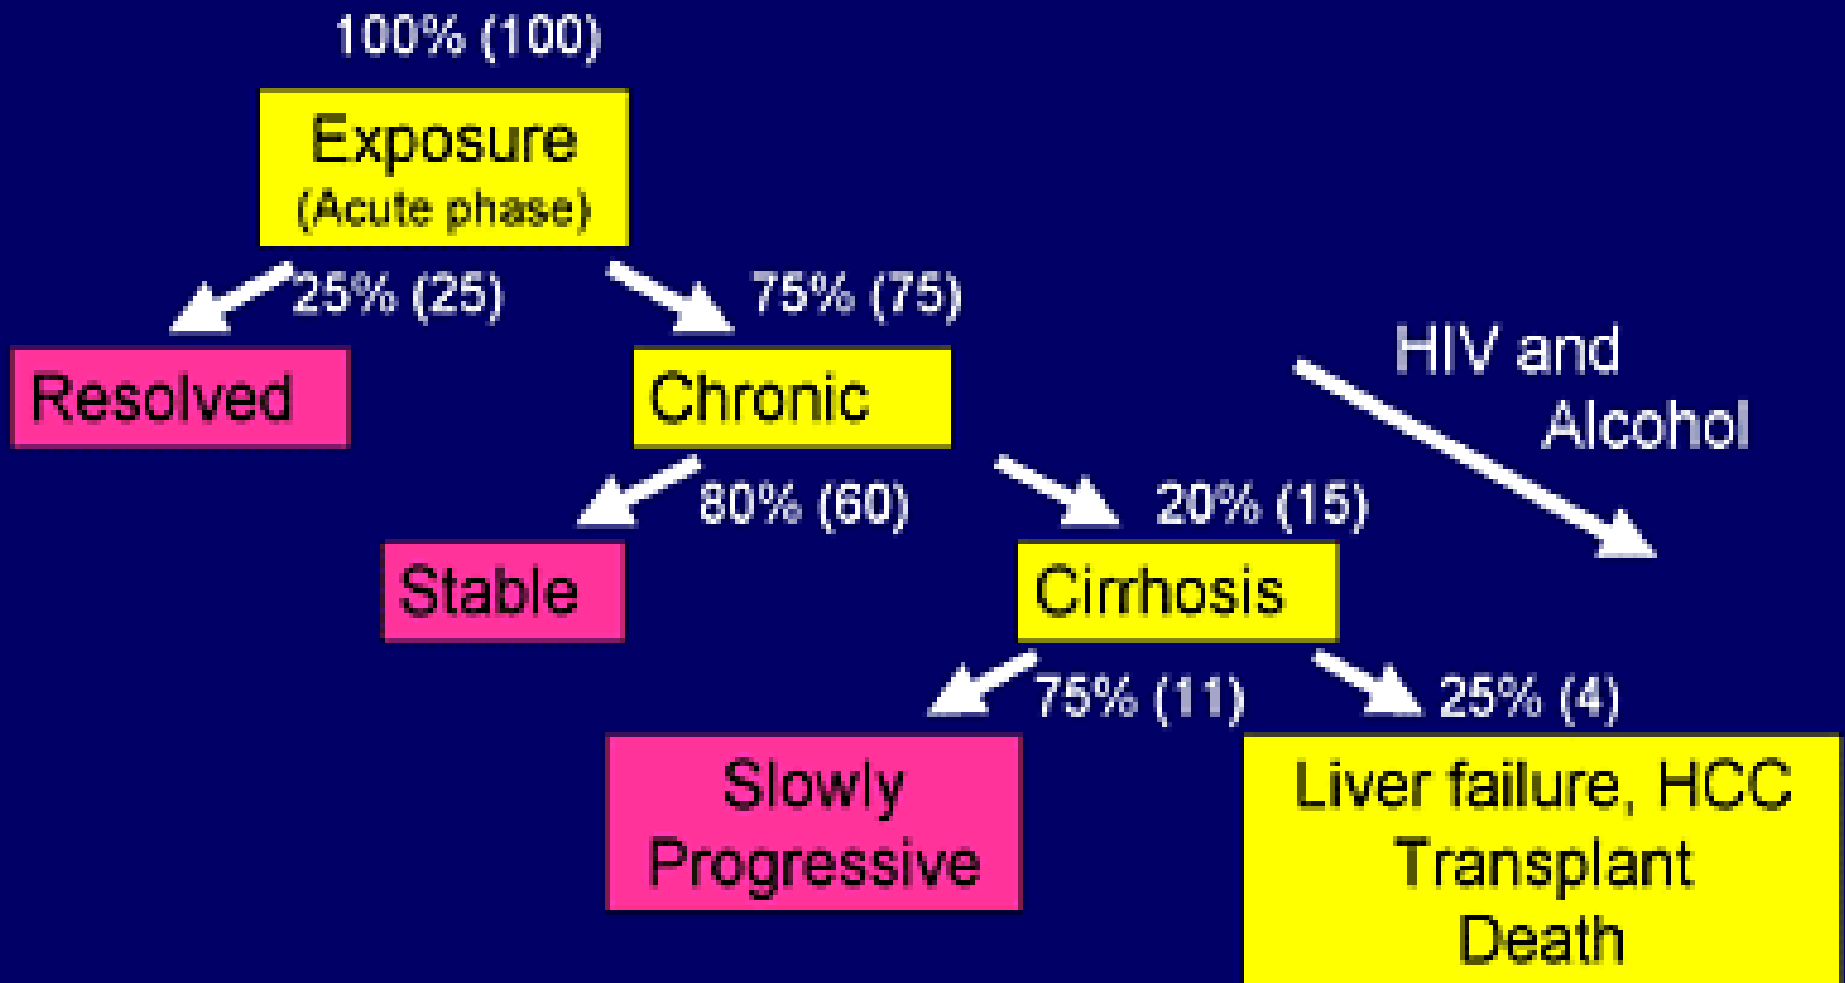 100% (100)
Exposure
(Acute phase)
25% (25)
75% (75)
HIV and
Alcohol
Resolved
Chronic
80% (60)
20% (15)
Stable
Cirrhosis
75% (11)
25% (4)
Slowly
Progressive
Liver failure, HCC
Transplant
Death